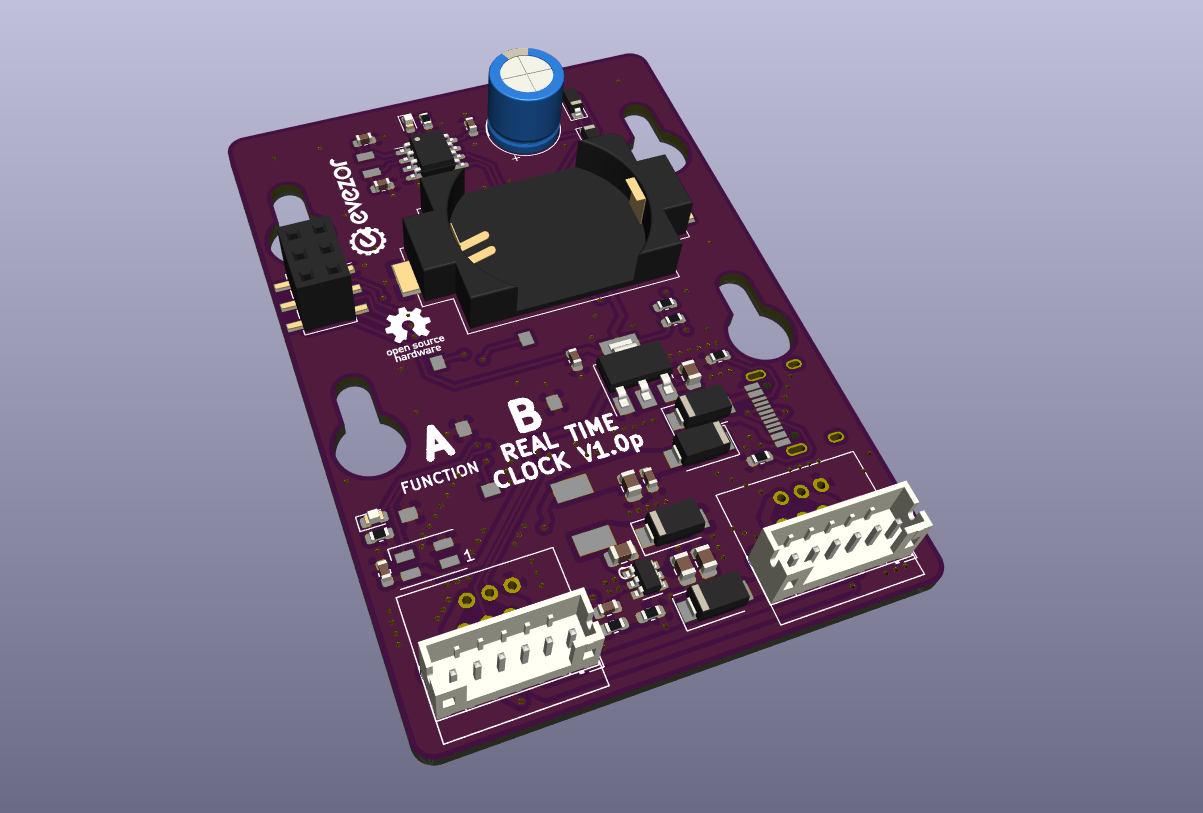 evezor
open source
hardware
A
FUNCTION
B
REAL TIME
CLOCK V1.0p
1
+